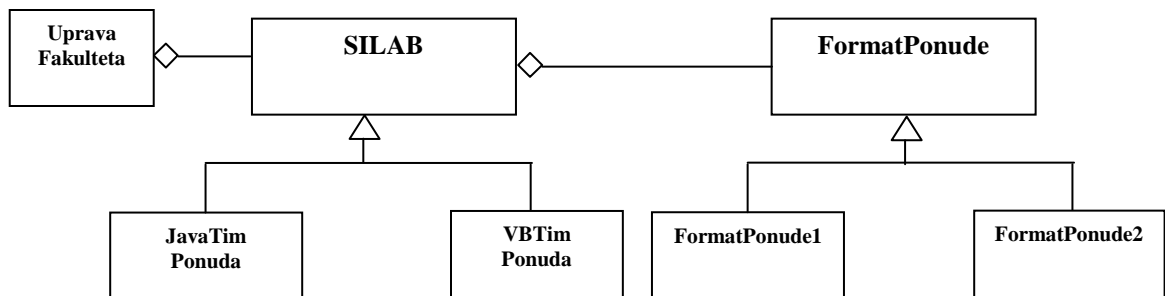 Uprava
Fakulteta
SILAB
FormatPonude
JavaTim
Ponuda
VBTim
Ponuda
FormatPonude1
FormatPonude2